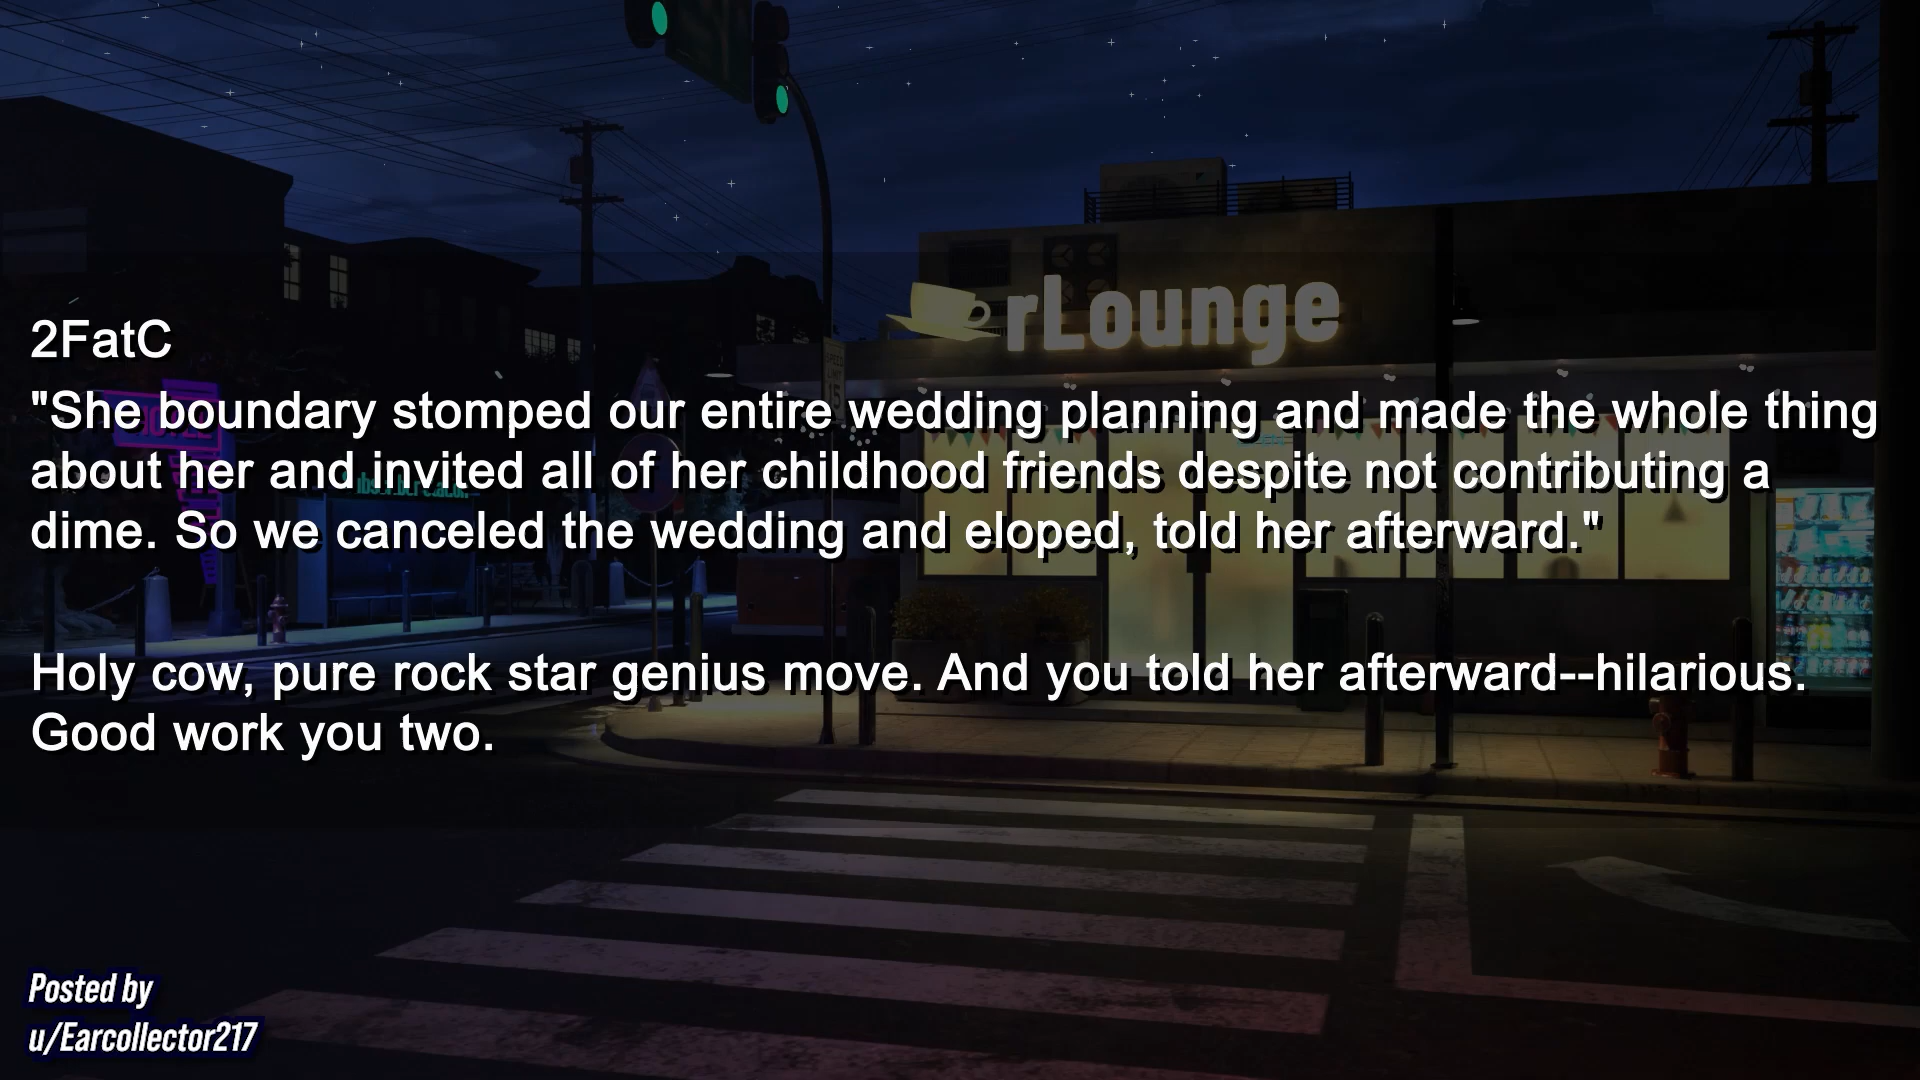 rLounge
2FatC
"She boundary stomped our entire wedding planning and made the whole thing
about her and invited all of her childhood friends despite not contributing a
dime. So we canceled the wedding and eloped, told her afterward."
Holy cow, pure rock star genius move. And you told her afterward--hilarious.
Good work you two.
Posted by
u/Earcollector217